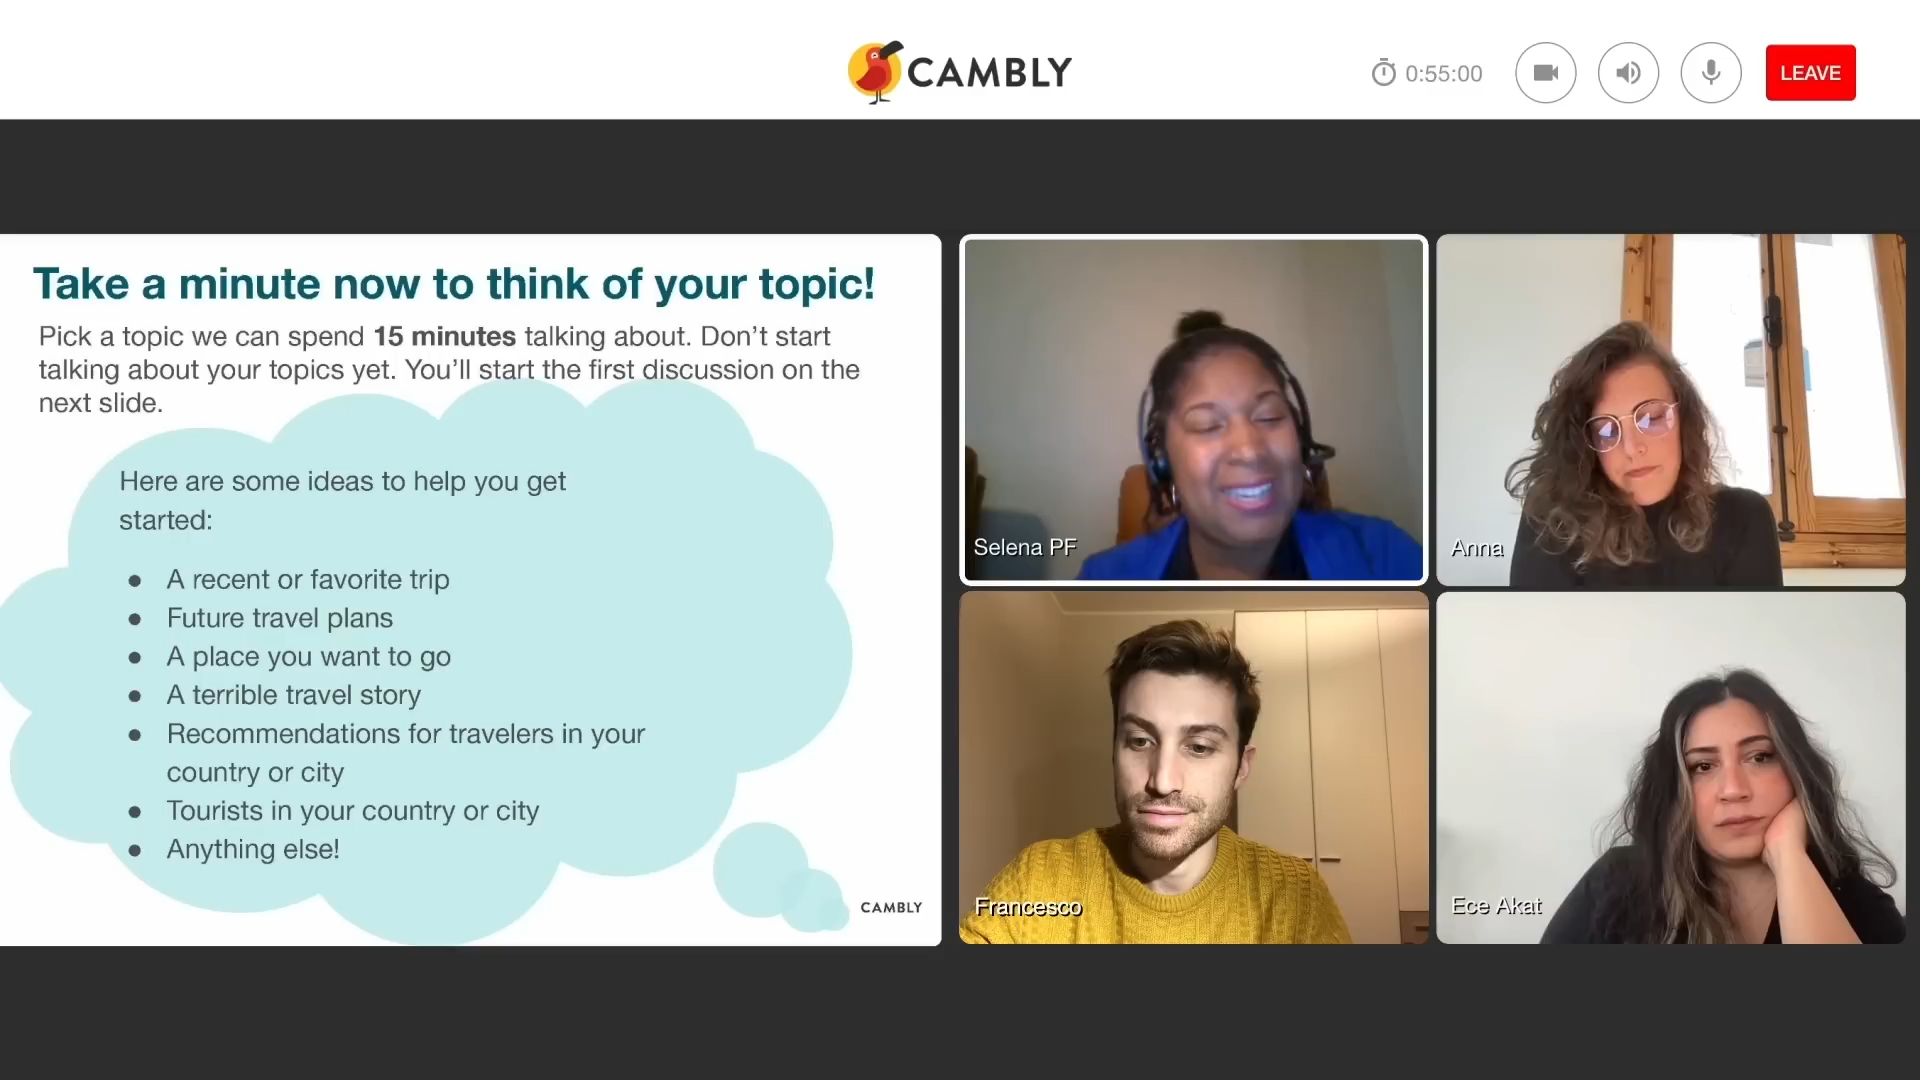 CAMBLY
0:55:00
LEAVE
Take a minute now to think of your topic!
Pick a topic we can spend 15 minutes talking about. Don’t start
talking about your topics yet. You’ll start the first discussion on the
next slide.
Here are some ideas to help you get
started:
● A recent or favorite trip
● Future travel plans
● A place you want to go
● A terrible travel story
● Recommendations for travelers in your
country or city
● Tourists in your country or city
● Anything else!
CAMBLY
Selena PF
Anna
Francesco
Ece Akat